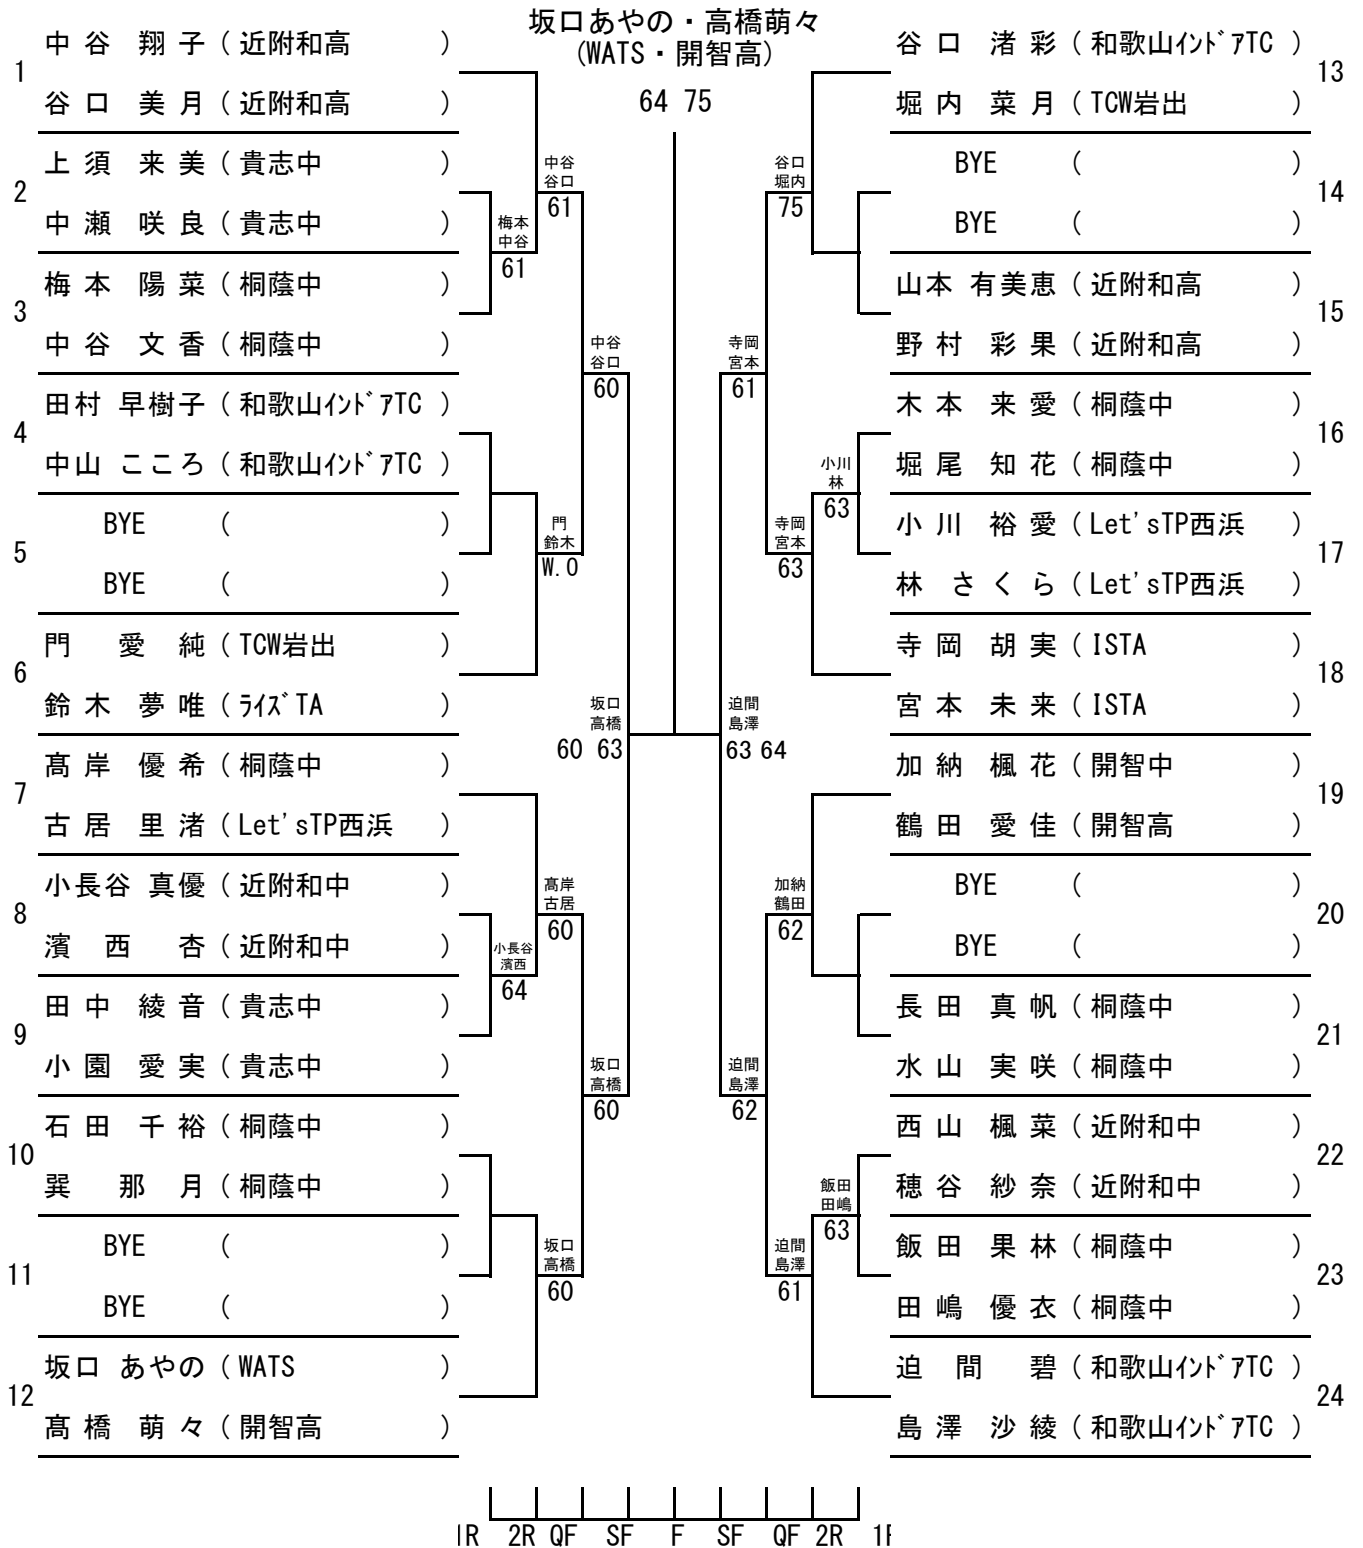 坂口あやの・高橋萌々
(WATS・開智高)
64 75
1
中谷 翔子 ( 近附和高 )
谷口 美月 ( 近附和高 )
2
上須 来美 ( 貴志中 )
中瀬 咲良 ( 貴志中 )
3
梅本 陽菜 ( 桐蔭中 )
中谷 文香 ( 桐蔭中 )
4
田村 早樹子 ( 和歌山インドアTC )
中山 こころ ( 和歌山インドアTC )
5
BYE ( )
BYE ( )
6
門 愛純 ( TCW岩出 )
鈴木 夢唯 ( ライズTA )
7
髙岸 優希 ( 桐蔭中 )
古居 里渚 ( Let'sTP西浜 )
8
小長谷 真優 ( 近附和中 )
濱西 杏 ( 近附和中 )
9
田中 綾音 ( 貴志中 )
小園 愛実 ( 貴志中 )
10
石田 千裕 ( 桐蔭中 )
巽 那月 ( 桐蔭中 )
11
BYE ( )
BYE ( )
12
坂口 あやの ( WATS )
髙橋 萌々 ( 開智高 )
梅本
中谷
61
小長谷
濱西
64
中谷
谷口
61
門
鈴木
W.O
髙岸
古居
60
坂口
高橋
60
中谷
谷口
60
坂口
高橋
60
坂口
高橋
60 63
迫間
島澤
63 64
寺岡
宮本
61
迫間
島澤
62
谷口
堀内
75
寺岡
宮本
63
加納
鶴田
62
迫間
島澤
61
小川
林
63
飯田
田嶋
63
谷口 渚彩 ( 和歌山インドアTC )
堀内 菜月 ( TCW岩出 )
13
BYE ( )
BYE ( )
14
山本 有美恵 ( 近附和高 )
野村 彩果 ( 近附和高 )
15
木本 来愛 ( 桐蔭中 )
堀尾 知花 ( 桐蔭中 )
16
小川 裕愛 ( Let'sTP西浜 )
林 さくら ( Let'sTP西浜 )
17
寺岡 胡実 ( ISTA )
宮本 未来 ( ISTA )
18
加納 楓花 ( 開智中 )
鶴田 愛佳 ( 開智高 )
19
BYE ( )
BYE ( )
20
長田 真帆 ( 桐蔭中 )
水山 実咲 ( 桐蔭中 )
21
西山 楓菜 ( 近附和中 )
穂谷 紗奈 ( 近附和中 )
22
飯田 果林 ( 桐蔭中 )
田嶋 優衣 ( 桐蔭中 )
23
迫間 碧 ( 和歌山インドアTC )
島澤 沙綾 ( 和歌山インドアTC )
24
1R 2R QF SF F SF QF 2R 1R